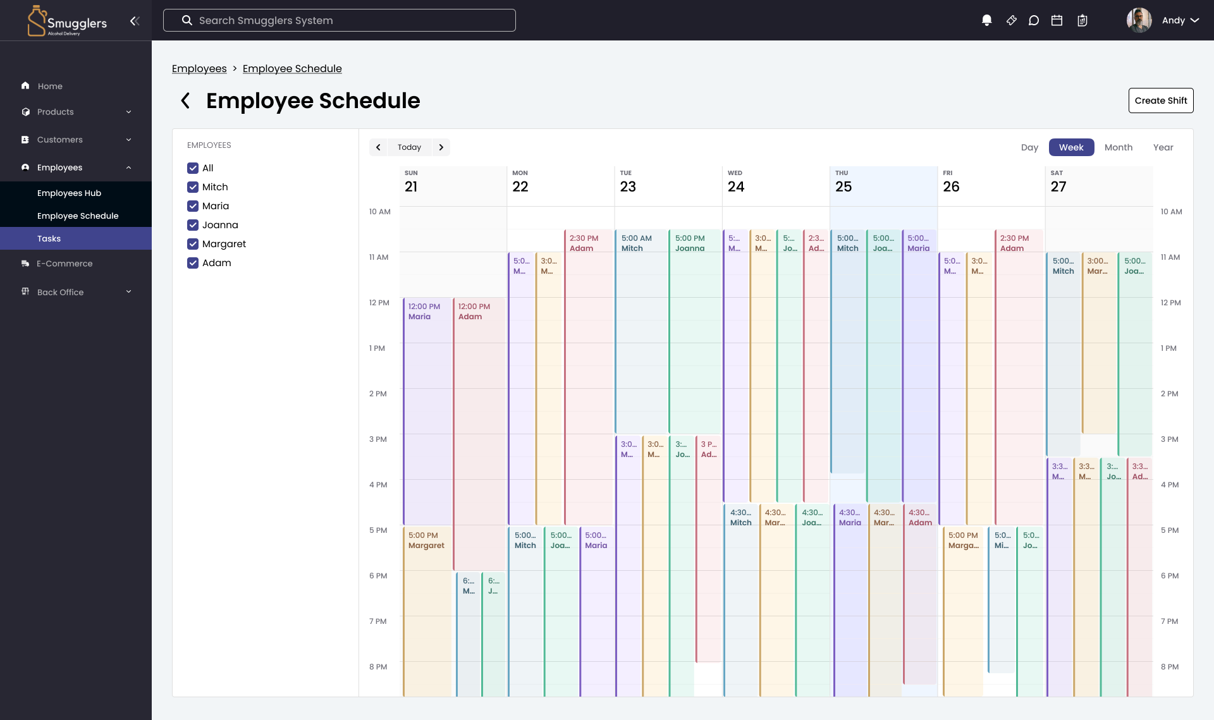 Smugglers
Alcohol Delivery
Search Smugglers System
Andy
Home
Products
Customers
Employees
Employees Hub
Employee Schedule
Tasks
E-Commerce
Back Office
Employees > Employee Schedule
Employee Schedule
Create Shift
EMPLOYEES
All
Mitch
Maria
Joanna
Margaret
Adam
Today
Day Week Month Year
SUN MON TUE WED THU FRI SAT
21 22 23 24 25 26 27
10 AM 10 AM
2:30 PM 5:00 AM 5:00 PM 5:... 3:0... 5:... 2:3... 5:00... 5:00... 5:00... 2:30 PM
Adam Mitch Joanna M... M... Jo... Ad... Mitch Joa... Maria Adam
11 AM 11 AM
5:0... 3:0... 5:0... 3:0... 5:00... 3:00... 5:00...
M... M... M... M... Mitch Mar... Joa...
12 PM 12 PM
12:00 PM 12:00 PM
Maria Adam
1 PM 1 PM
2 PM 2 PM
3 PM 3 PM
3:0... 3:0... 3:... 3 P...
M... M... Jo... Ad...
3:3... 3:3... 3:... 3:3...
M... M... Jo... Ad...
4 PM 4 PM
4:30... 4:30... 4:30... 4:30... 4:30... 4:30...
Mitch Mar... Joa... Maria Mar... Adam
5 PM 5 PM
5:00 PM 5:00... 5:00... 5:00... 5:00 PM 5:0... 5:0...
Margaret Mitch Joa... Maria Marga... Mi... Jo...
6 PM 6 PM
6:... 6:...
M... J...
7 PM 7 PM
8 PM 8 PM